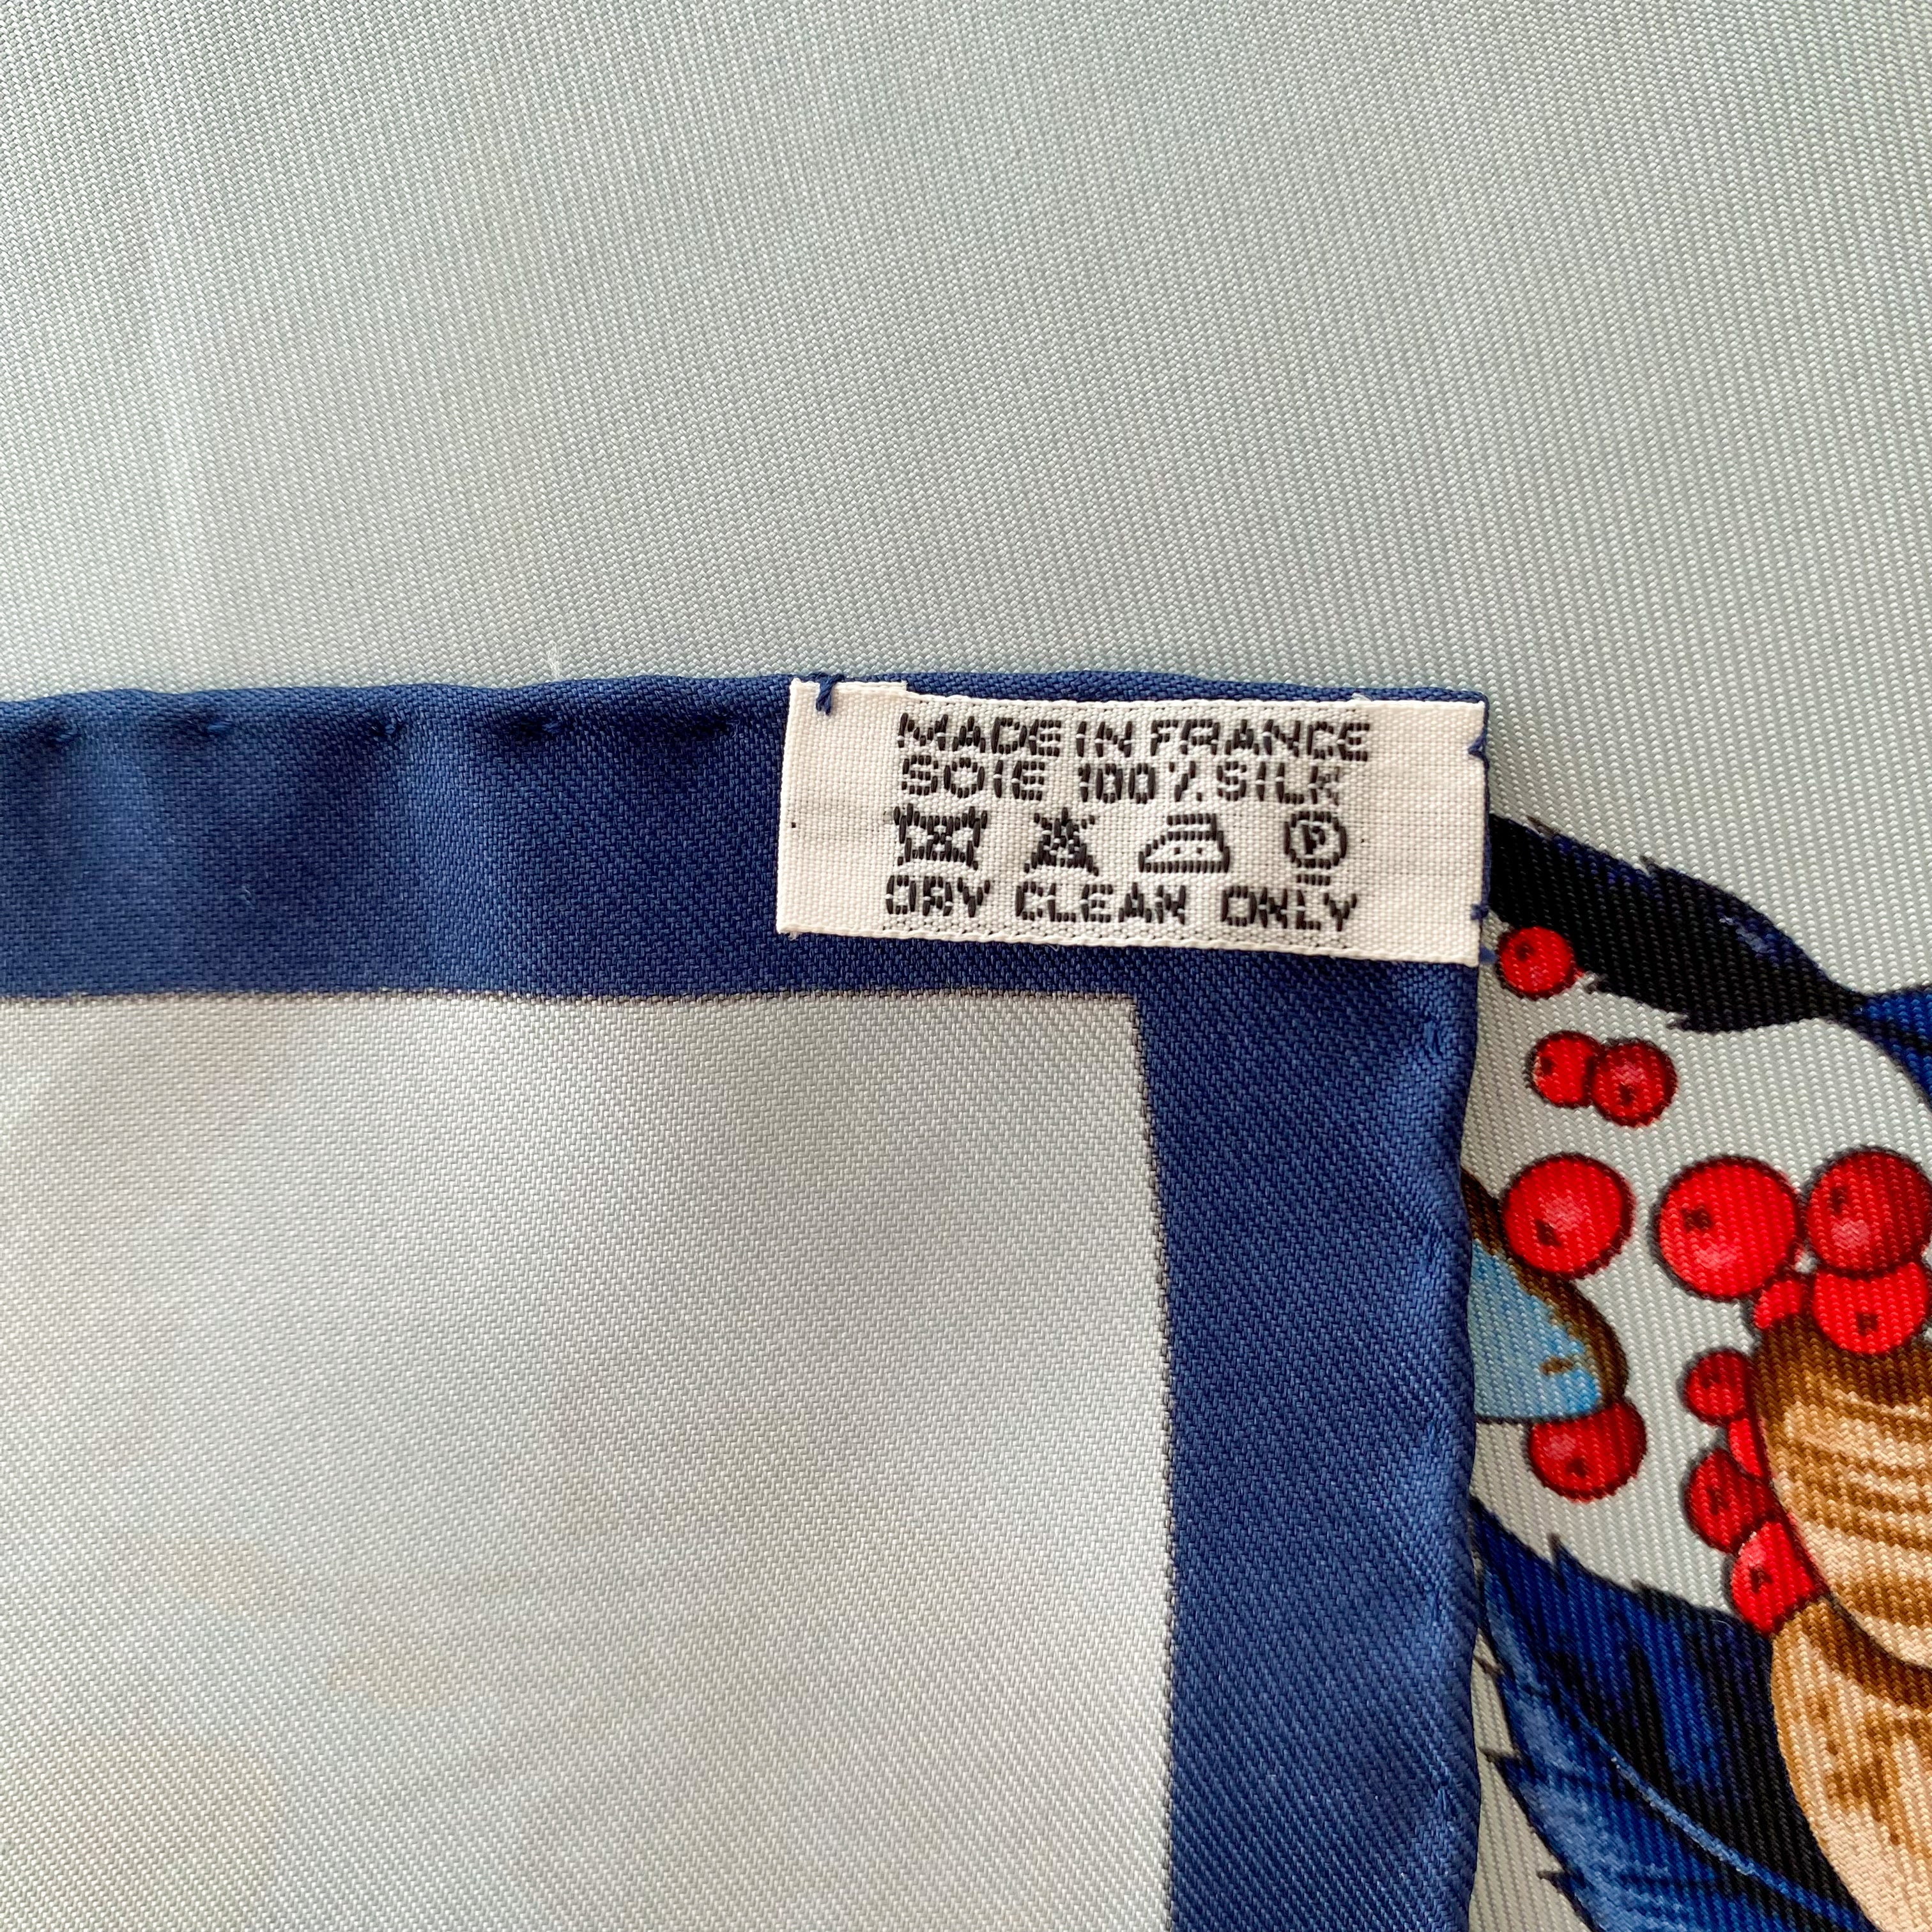 MADE IN FRANCE
SOIE 100% SILK
P
DRY CLEAN ONLY